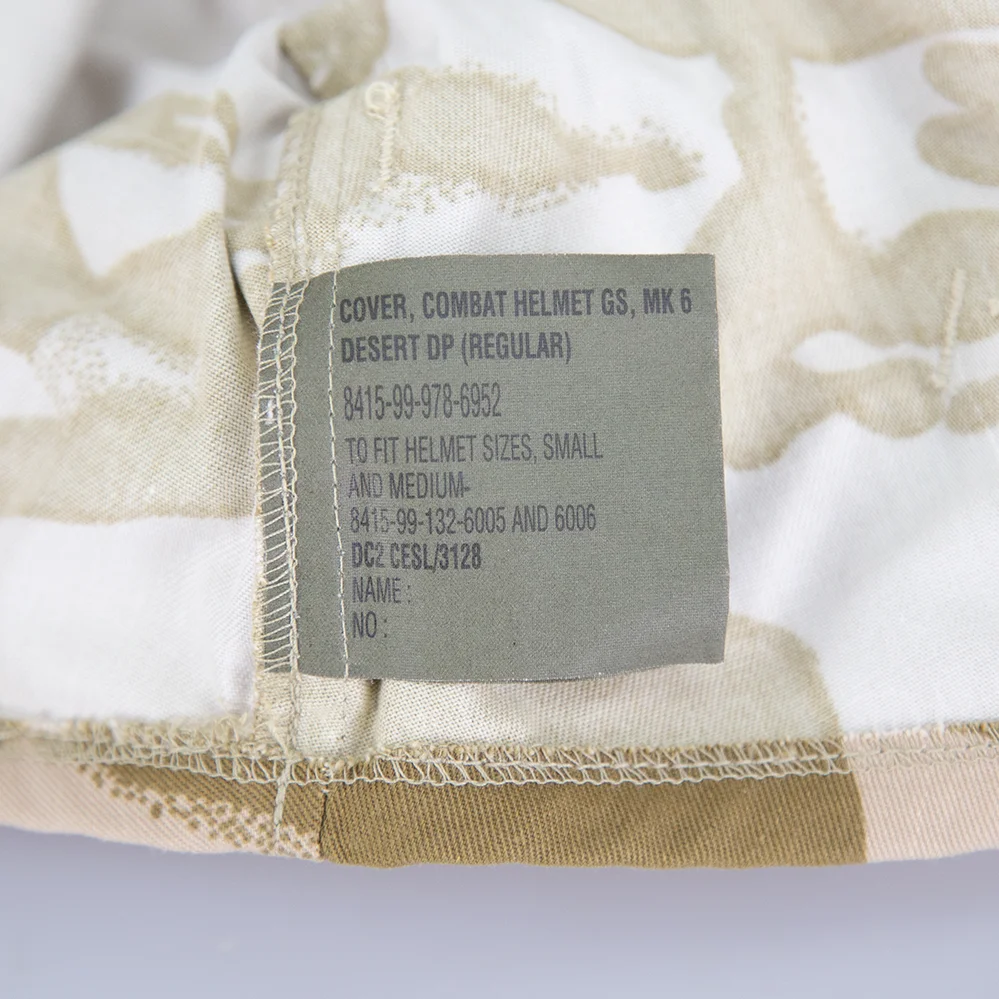 COVER, COMBAT HELMET GS, MK 6
DESERT DP (REGULAR)
8415-99-978-6952
TO FIT HELMET SIZES, SMALL
AND MEDIUM-
8415-99-132-6005 AND 6006
DC2 CESL/3128
NAME :
NO :